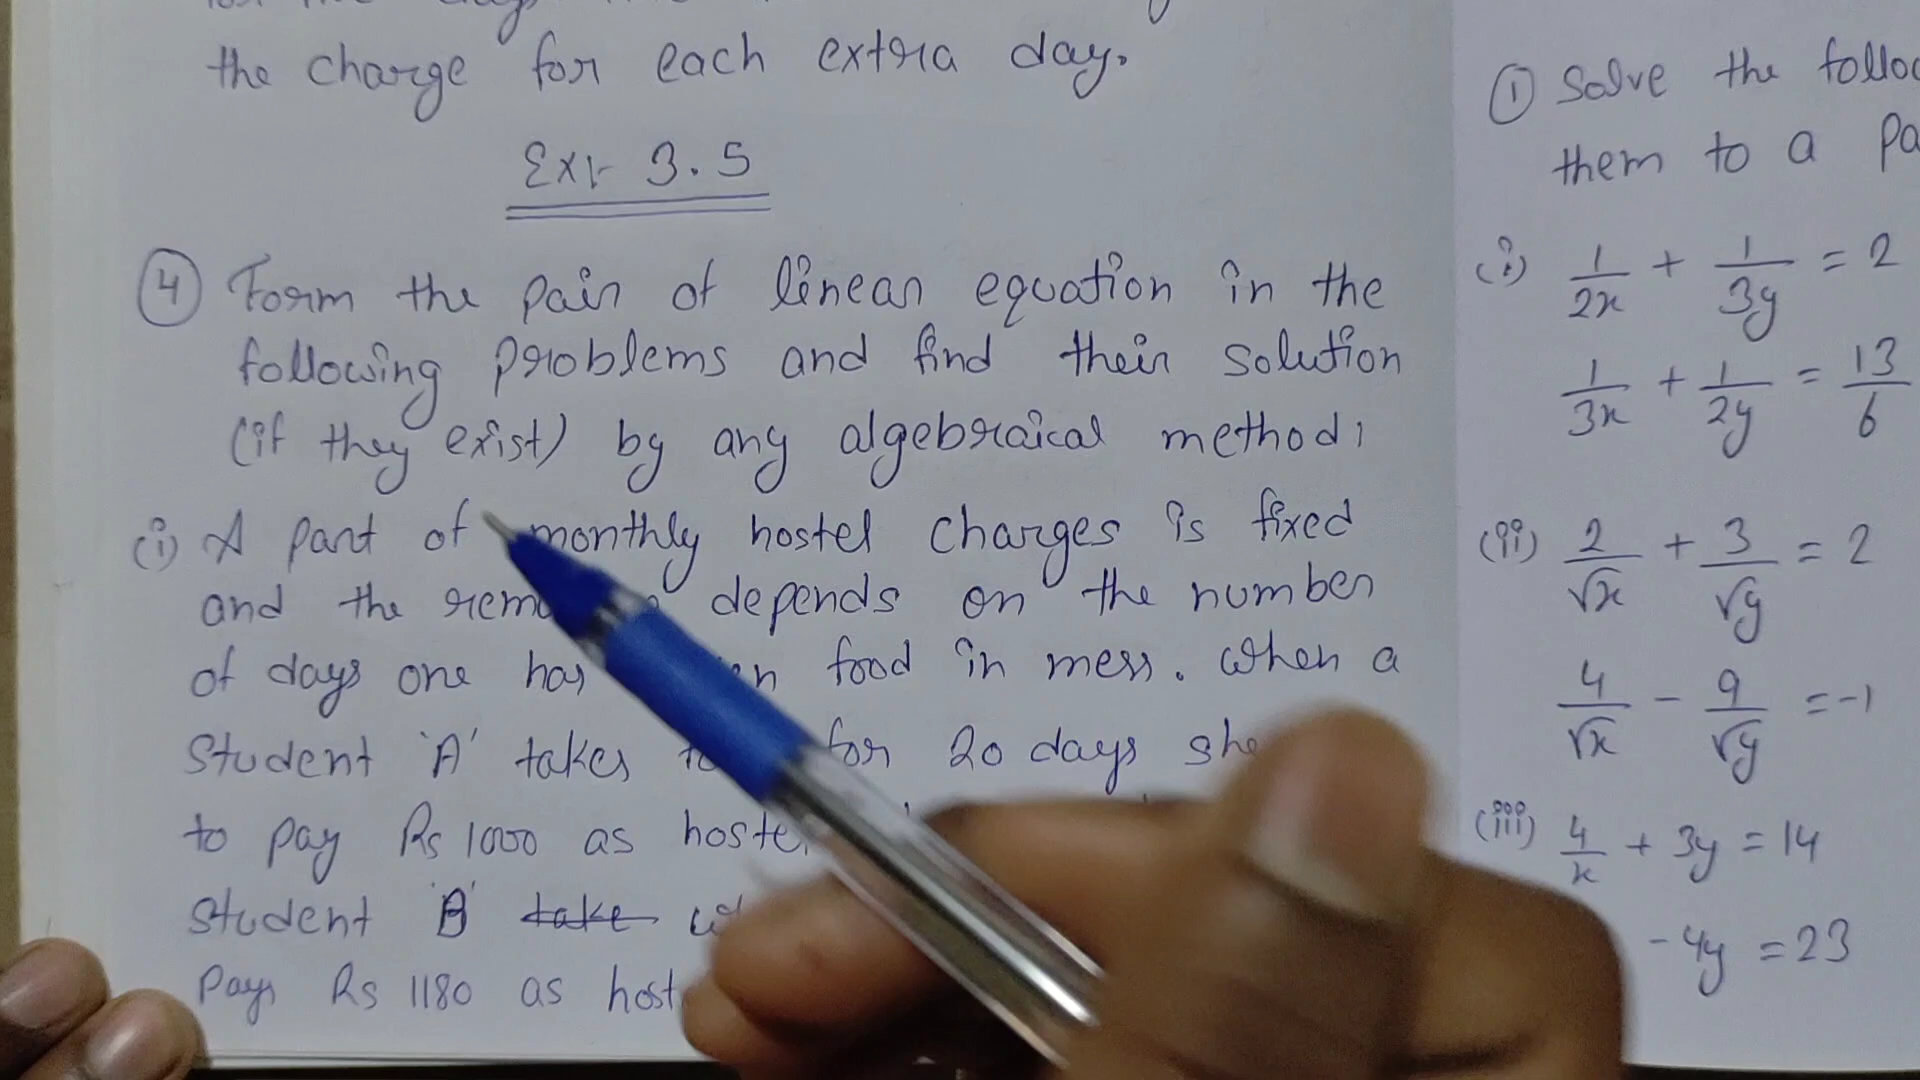 the charge for each extra day.
Ex:- 3.5
(4) Form the pair of linear equation in the
following problems and find their solution
(if they exist) by any algebraical method:
(i) A part of monthly hostel charges is fixed
and the depends on the number
of days one has food in mess. When a
Student 'A' takes for 20 days she
to pay Rs 1000 as
Student 'B' take
Pays Rs 1180 as
(1) Solve the
them to a
(i) 1/2x + 1/3y = 2
1/3x + 1/2y = 13/6
(ii) 2/√x + 3/√y = 2
4/√x - 9/√y = -1
(iii) 4/x + 3y = 14
- 4y = 23